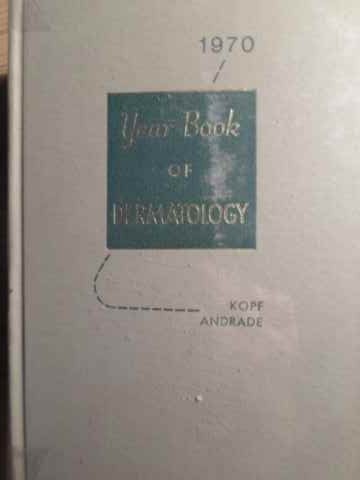 1970
Year Book
OF
DERMATOLOGY
KOPF
ANDRADE